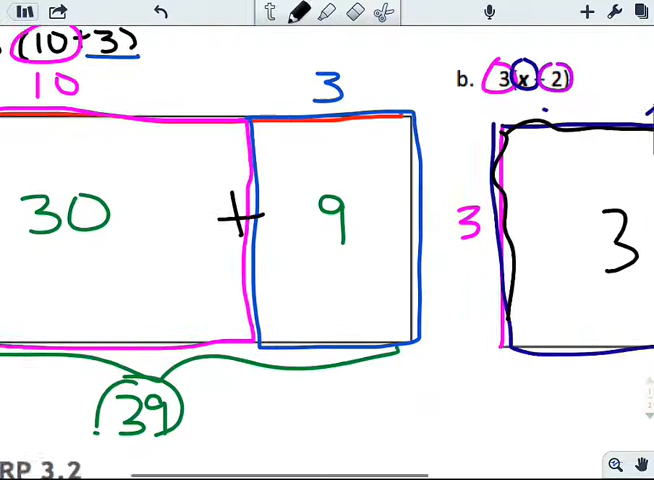 (10+3)
10
3
b. 3(x - 2)
30 + 9
3
3
39
RP 3.2